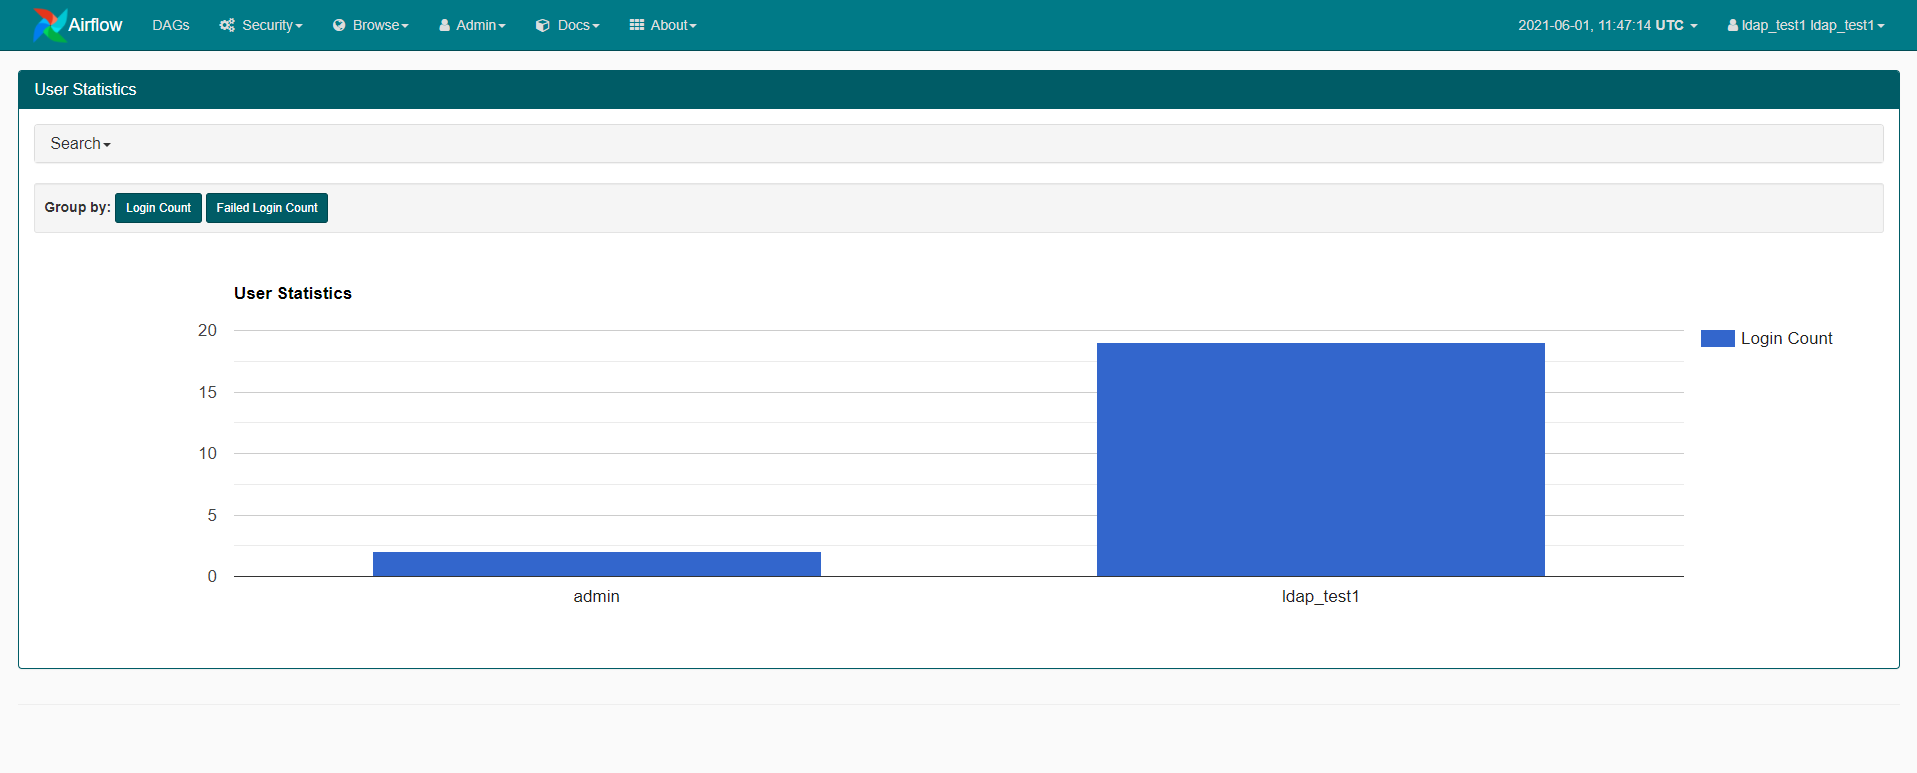 Airflow DAGs Security Browse Admin Docs About 2021-06-01, 11:47:14 UTC ldap_test1 ldap_test1
User Statistics
Search
Group by: Login Count Failed Login Count
User Statistics
20
Login Count
15
10
5
0
admin ldap_test1